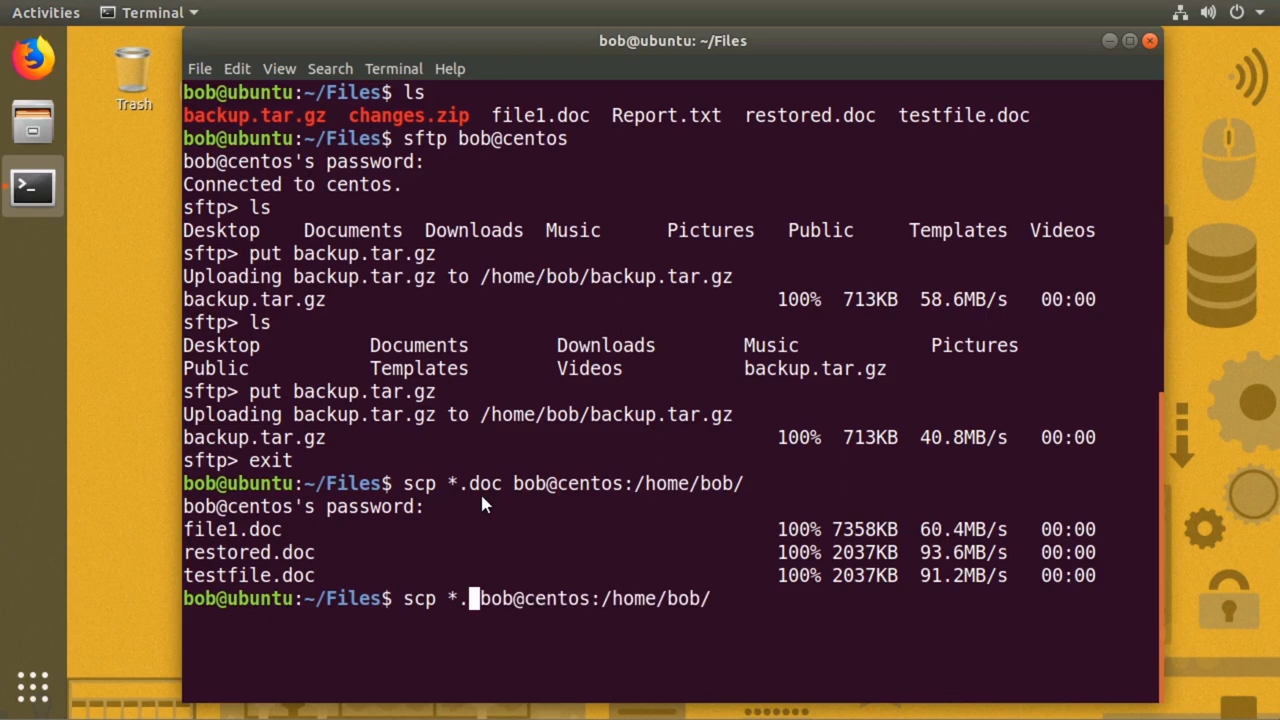 Activities Terminal
bob@ubuntu: ~/Files
Trash
File Edit View Search Terminal Help
bob@ubuntu:~/Files$ ls
backup.tar.gz changes.zip file1.doc Report.txt restored.doc testfile.doc
bob@ubuntu:~/Files$ sftp bob@centos
bob@centos's password:
Connected to centos.
sftp> ls
Desktop Documents Downloads Music Pictures Public Templates Videos
sftp> put backup.tar.gz
Uploading backup.tar.gz to /home/bob/backup.tar.gz
backup.tar.gz 100% 713KB 58.6MB/s 00:00
sftp> ls
Desktop Documents Downloads Music Pictures
Public Templates Videos backup.tar.gz
sftp> put backup.tar.gz
Uploading backup.tar.gz to /home/bob/backup.tar.gz
backup.tar.gz 100% 713KB 40.8MB/s 00:00
sftp> exit
bob@ubuntu:~/Files$ scp *.doc bob@centos:/home/bob/
bob@centos's password:
file1.doc 100% 7358KB 60.4MB/s 00:00
restored.doc 100% 2037KB 93.6MB/s 00:00
testfile.doc 100% 2037KB 91.2MB/s 00:00
bob@ubuntu:~/Files$ scp *. bob@centos:/home/bob/